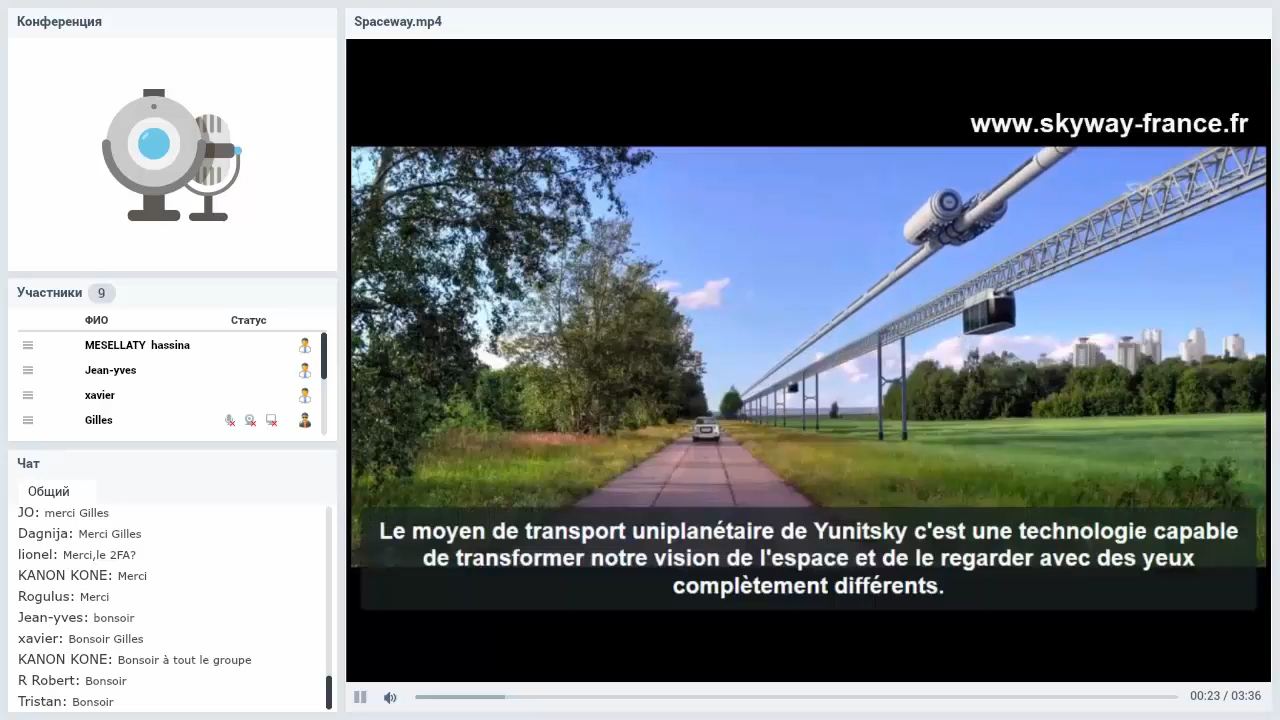 Конференция
Участники 9
ФИО Статус
MESELLATY hassina
Jean-yves
xavier
Gilles
Чат
Общий
JO: merci Gilles
Dagnija: Merci Gilles
lionel: Merci,le 2FA?
KANON KONE: Merci
Rogulus: Merci
Jean-yves: bonsoir
xavier: Bonsoir Gilles
KANON KONE: Bonsoir à tout le groupe
R Robert: Bonsoir
Tristan: Bonsoir
Spaceway.mp4
www.skyway-france.fr
Le moyen de transport uniplanétaire de Yunitsky c'est une technologie capable
de transformer notre vision de l'espace et de le regarder avec des yeux
complètement différents.
00:23 / 03:36